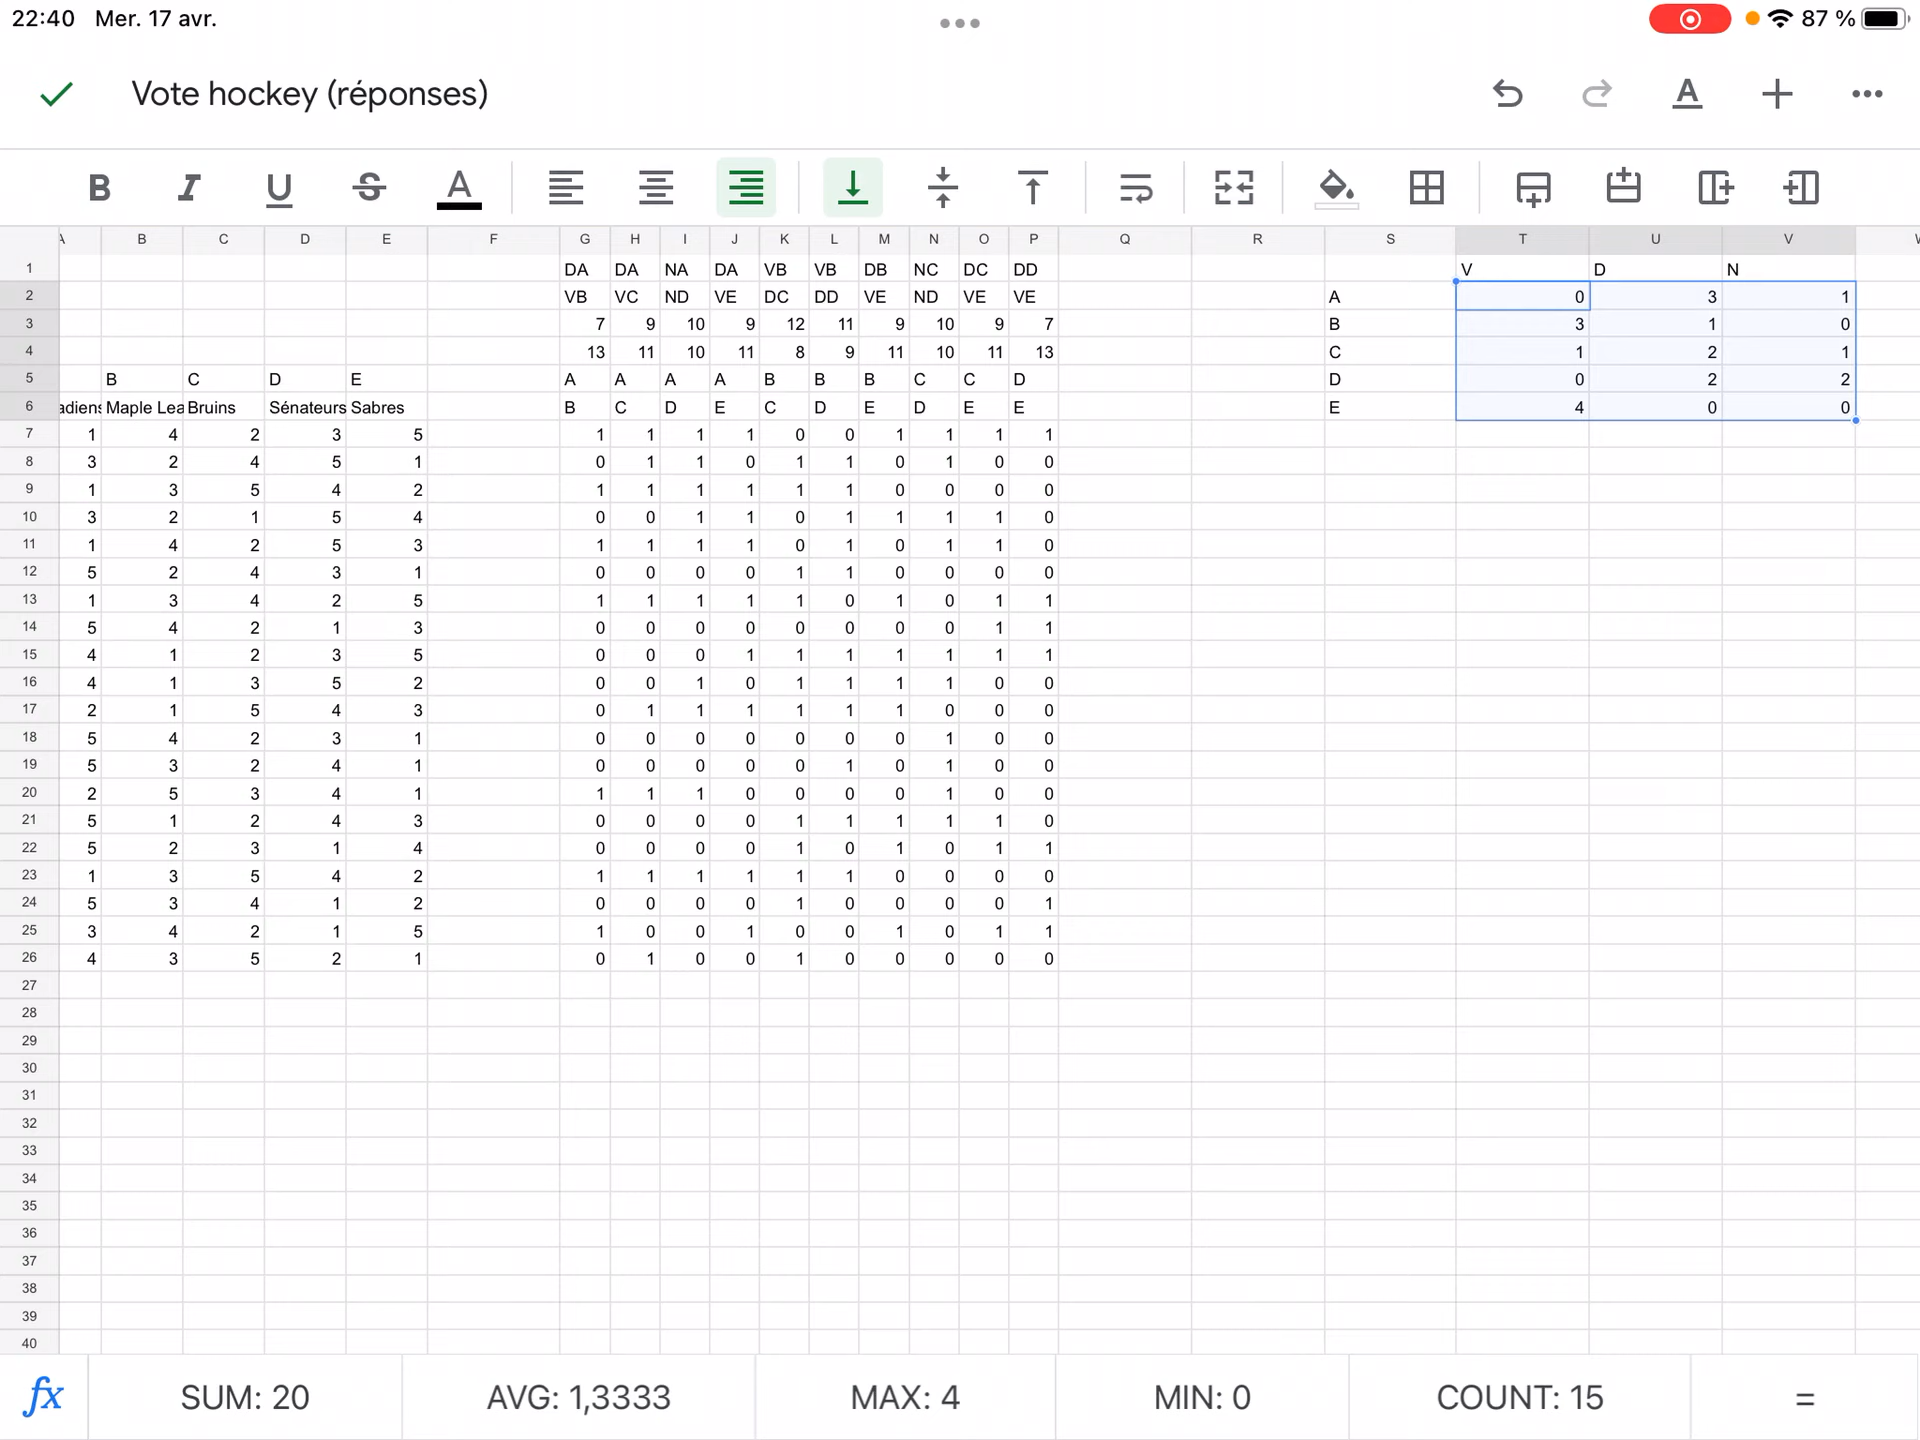 22:40 Mer. 17 avr. 87 %
Vote hockey (réponses)
B I U S A A
A B C D E F G H I J K L M N O P Q R S T U V W
1 DA DA NA DA VB VB DB NC DC DD V D N
2 VB VC ND VE DC DD VE ND VE VE A 0 3 1
3 7 9 10 9 12 11 9 10 9 7 B 3 1 0
4 13 11 10 11 8 9 11 10 11 13 C 1 2 1
5 B C D E A A A A B B B C C D D 0 2 2
6 adiens Maple Lea Bruins Sénateurs Sabres B C D E C D E D E E E 4 0 0
7 1 4 2 3 5 1 1 1 1 0 0 1 1 1 1
8 3 2 4 5 1 0 1 1 0 1 1 0 1 0 0
9 1 3 5 4 2 1 1 1 1 1 1 0 0 0 0
10 3 2 1 5 4 0 0 1 1 0 1 1 1 1 0
11 1 4 2 5 3 1 1 1 1 0 1 0 1 1 0
12 5 2 4 3 1 0 0 0 0 1 1 0 0 0 0
13 1 3 4 2 5 1 1 1 1 1 0 1 0 1 1
14 5 4 2 1 3 0 0 0 0 0 0 0 0 1 1
15 4 1 2 3 5 0 0 0 1 1 1 1 1 1 1
16 4 1 3 5 2 0 0 1 0 1 1 1 1 0 0
17 2 1 5 4 3 0 1 1 1 1 1 1 0 0 0
18 5 4 2 3 1 0 0 0 0 0 0 0 1 0 0
19 5 3 2 4 1 0 0 0 0 0 1 0 1 0 0
20 2 5 3 4 1 1 1 1 0 0 0 0 1 0 0
21 5 1 2 4 3 0 0 0 0 1 1 1 1 1 0
22 5 2 3 1 4 0 0 0 0 1 0 1 0 1 1
23 1 3 5 4 2 1 1 1 1 1 1 0 0 0 0
24 5 3 4 1 2 0 0 0 0 1 0 0 0 0 1
25 3 4 2 1 5 1 0 0 1 0 0 1 0 1 1
26 4 3 5 2 1 0 1 0 0 1 0 0 0 0 0
27
28
29
30
31
32
33
34
35
36
37
38
39
40
fx SUM: 20 AVG: 1,3333 MAX: 4 MIN: 0 COUNT: 15 =